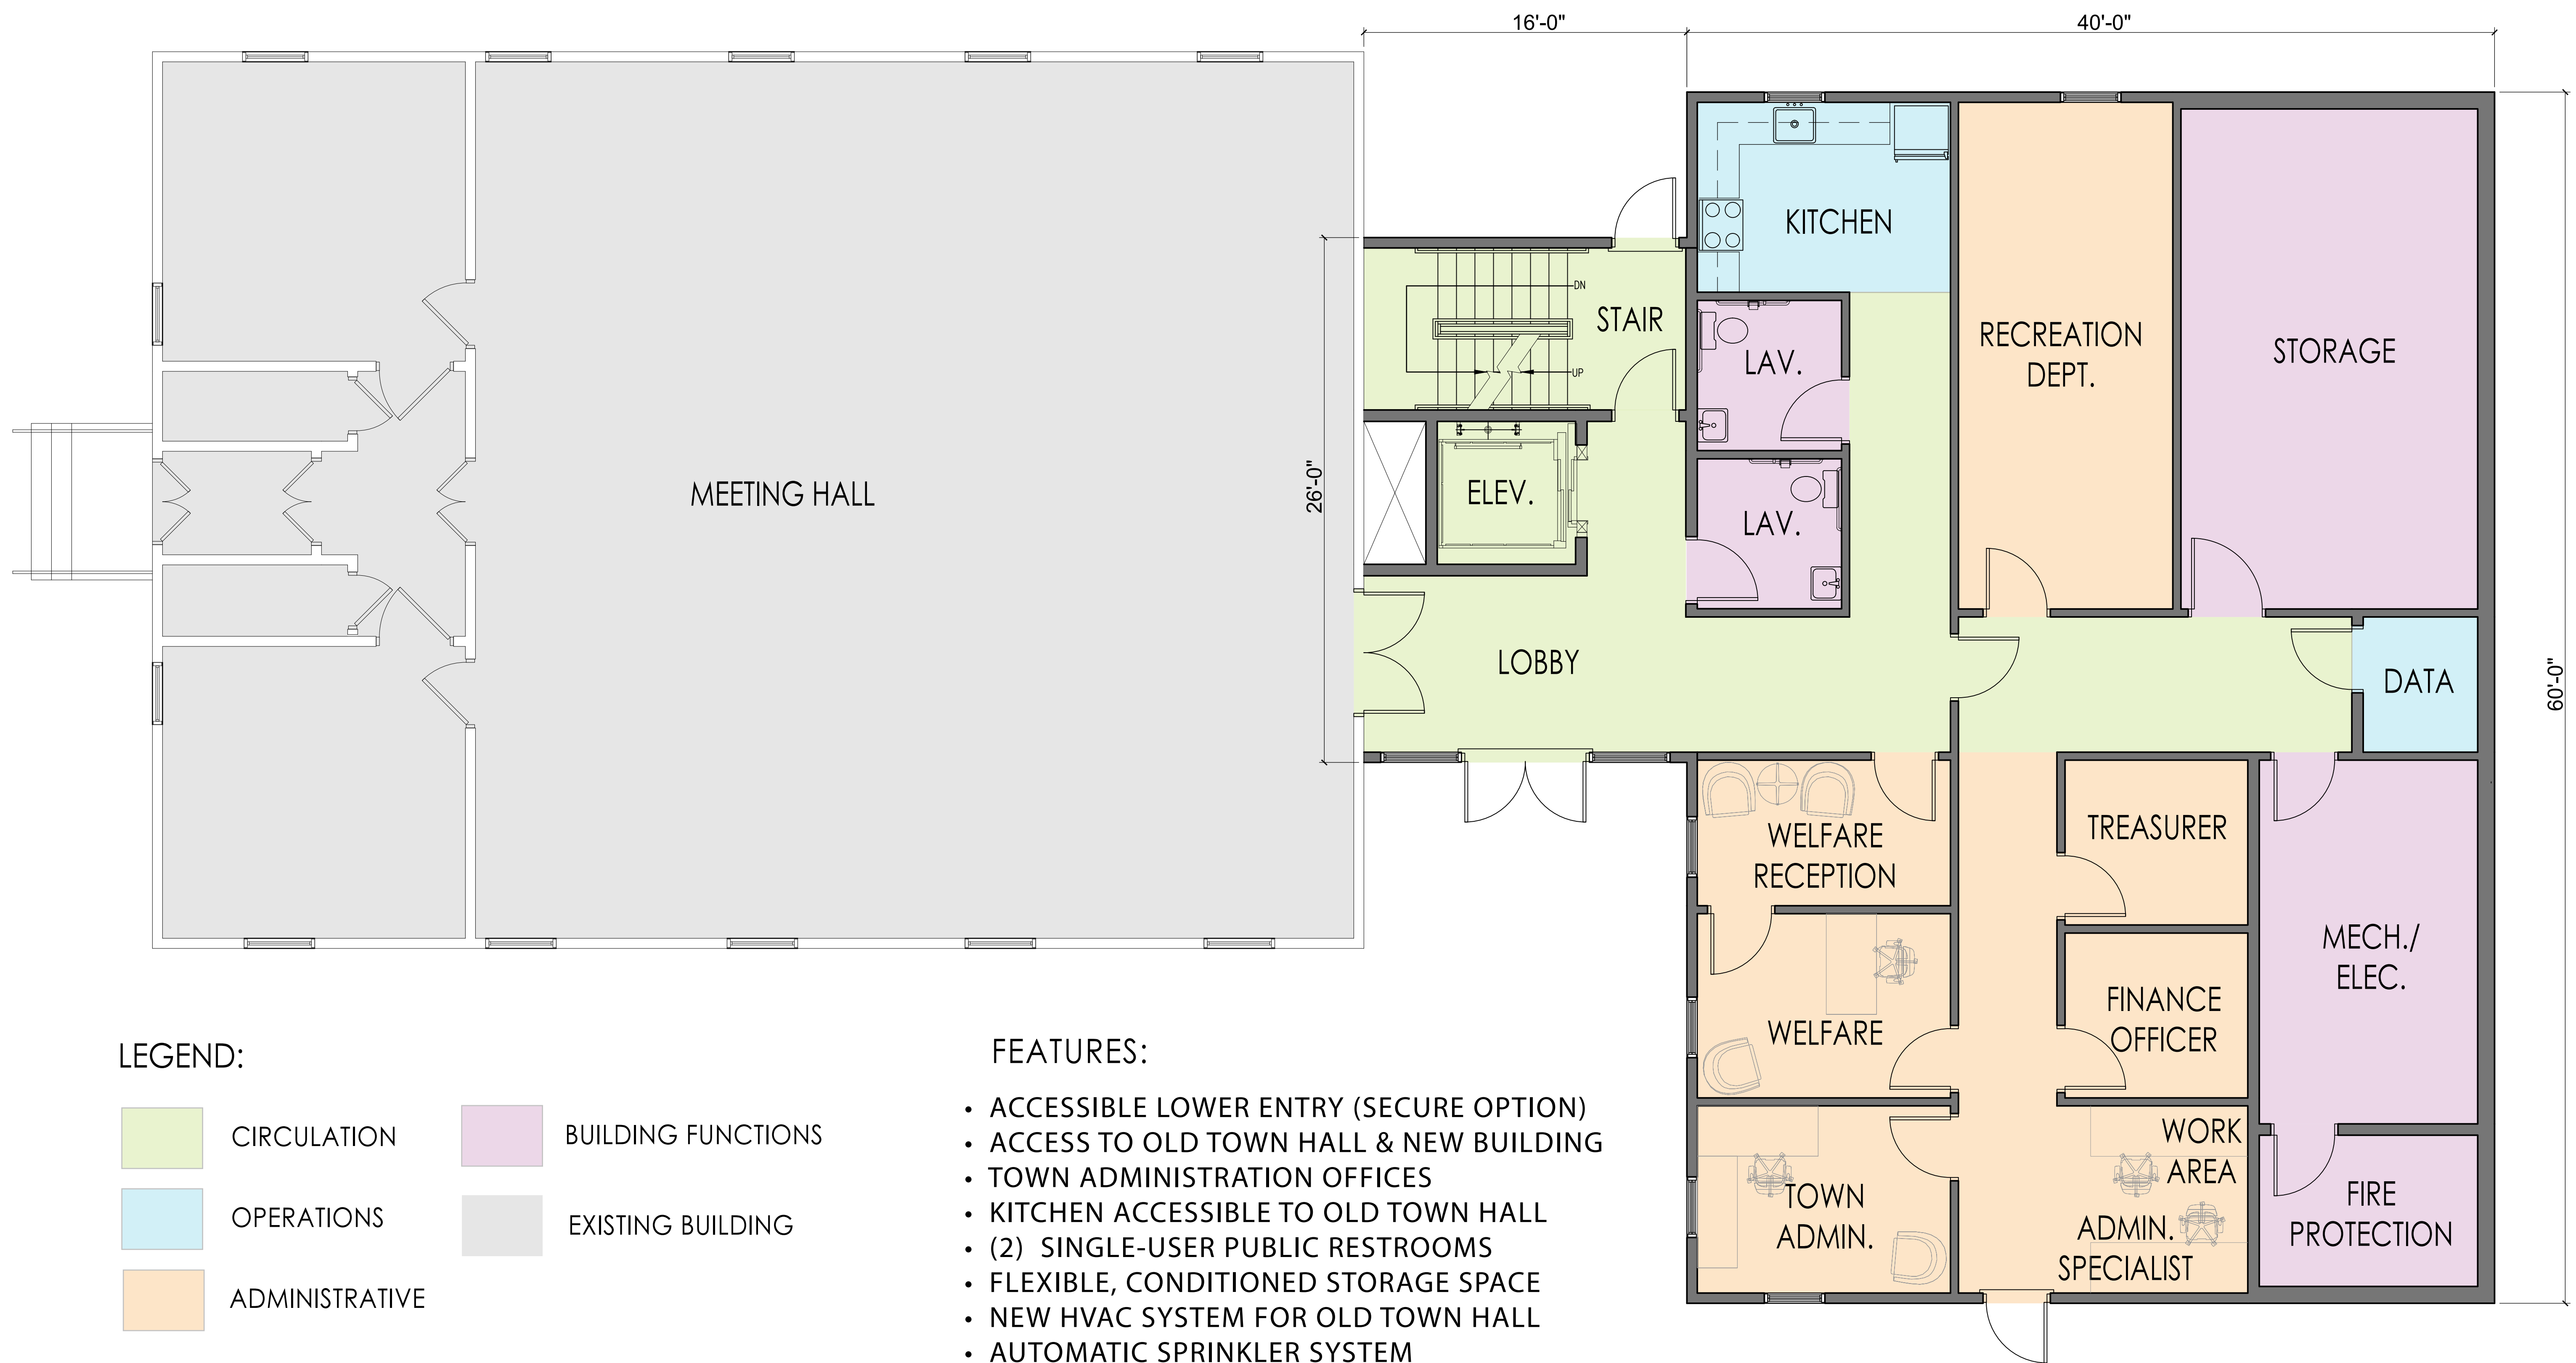 16'-0"
40'-0"
KITCHEN
DN
STAIR
UP
RECREATION
DEPT.
STORAGE
LAV.
26'-0"
MEETING HALL
ELEV.
LAV.
LOBBY
DATA
60'-0"
WELFARE
RECEPTION
TREASURER
MECH./
ELEC.
WELFARE
FINANCE
OFFICER
WORK
AREA
TOWN
ADMIN.
ADMIN.
SPECIALIST
FIRE
PROTECTION
LEGEND:
CIRCULATION
OPERATIONS
ADMINISTRATIVE
BUILDING FUNCTIONS
EXISTING BUILDING
FEATURES:
• ACCESSIBLE LOWER ENTRY (SECURE OPTION)
• ACCESS TO OLD TOWN HALL & NEW BUILDING
• TOWN ADMINISTRATION OFFICES
• KITCHEN ACCESSIBLE TO OLD TOWN HALL
• (2) SINGLE-USER PUBLIC RESTROOMS
• FLEXIBLE, CONDITIONED STORAGE SPACE
• NEW HVAC SYSTEM FOR OLD TOWN HALL
• AUTOMATIC SPRINKLER SYSTEM